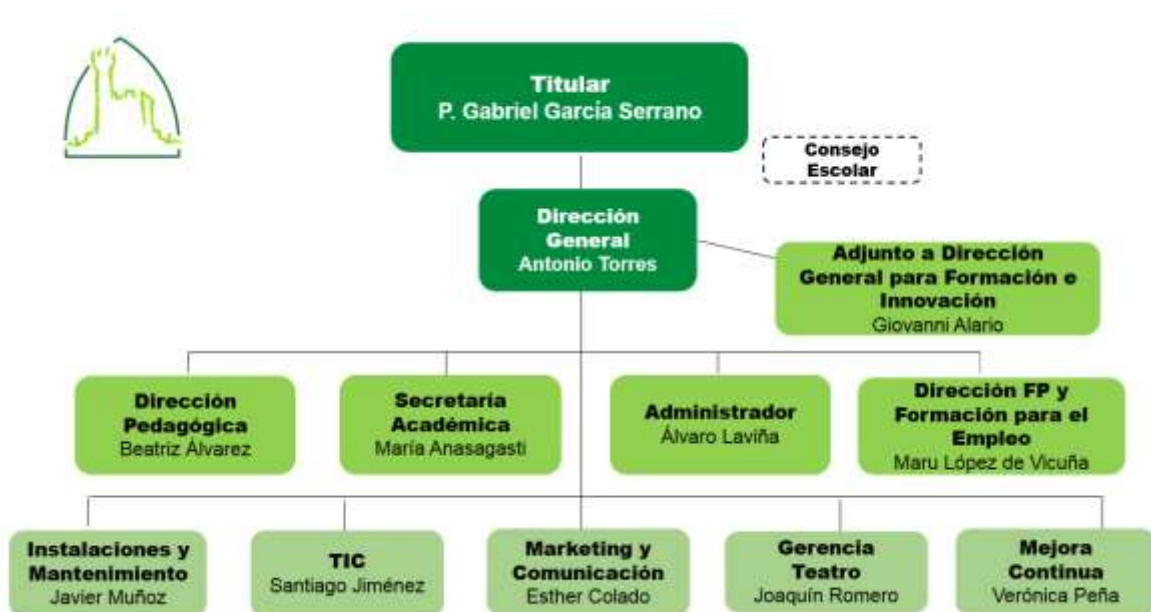 Titular
P. Gabriel García Serrano
Consejo
Escolar
Dirección
General
Antonio Torres
Adjunto a Dirección
General para Formación e
Innovación
Giovanni Alario
Dirección
Pedagógica
Beatriz Álvarez
Secretaría
Académica
María Anasagasti
Administrador
Álvaro Laviña
Dirección FP y
Formación para el
Empleo
Maru López de Vicuña
Instalaciones y
Mantenimiento
Javier Muñoz
TIC
Santiago Jiménez
Marketing y
Comunicación
Esther Colado
Gerencia
Teatro
Joaquín Romero
Mejora
Continua
Verónica Peña